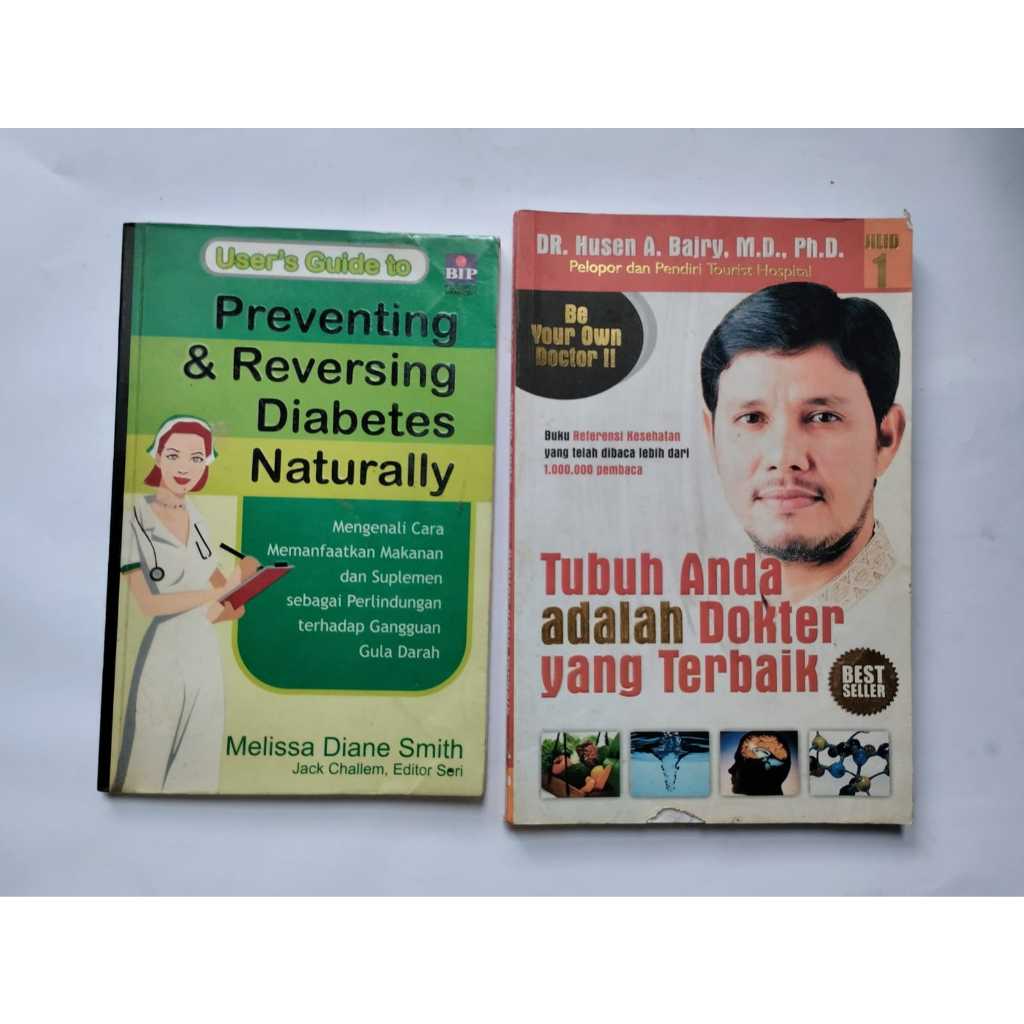 User's Guide to
BIP
Preventing
& Reversing
Diabetes
Naturally
Mengenali Cara
Memanfaatkan Makanan
dan Suplemen
sebagai Perlindungan
terhadap Gangguan
Gula Darah
Melissa Diane Smith
Jack Challem, Editor Seri
DR. Husen A. Bajry, M.D., Ph.D.
Pelopor dan Pendiri Tourist Hospital
JILID
1
Be
Your Own
Doctor !!
Buku Referensi Kesehatan
yang telah dibaca lebih dari
1.000.000 pembaca
Tubuh Anda
adalah Dokter
yang Terbaik
BEST
SELLER